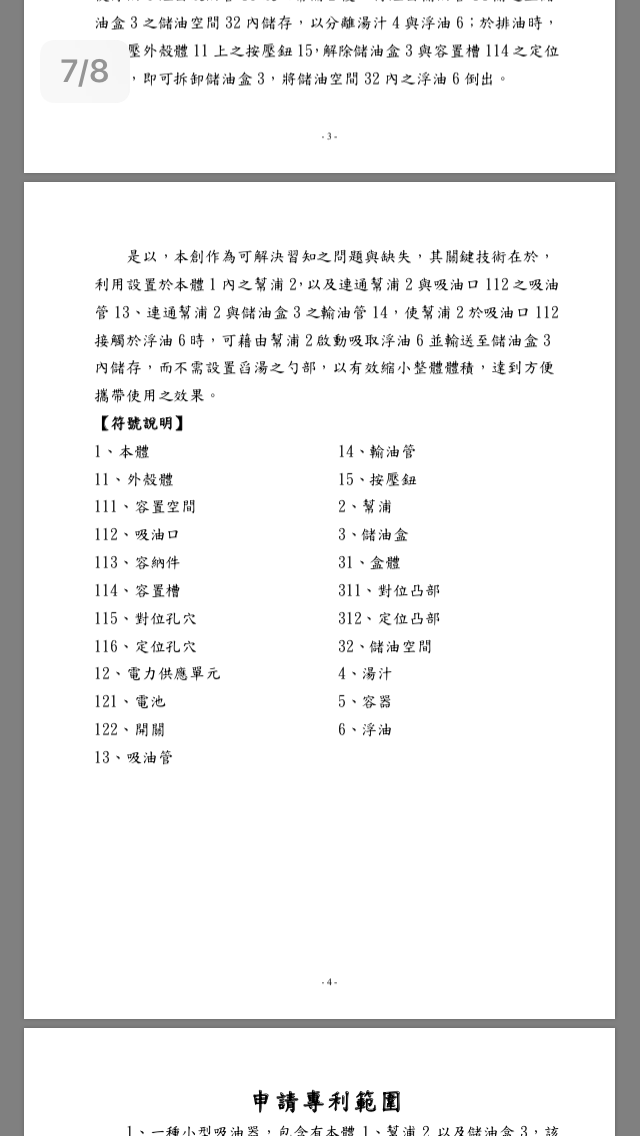 油盒 3 之儲油空間 32 內儲存，以分離湯汁 4 與浮油 6；於排油時，
壓外殼體 11 上之按壓鈕 15，解除儲油盒 3 與容置槽 114 之定位
7/8
，即可拆卸儲油盒 3，將儲油空間 32 內之浮油 6 倒出。
- 3 -
是以，本創作為可解決習知之問題與缺失，其關鍵技術在於，
利用設置於本體 1 內之幫浦 2，以及連通幫浦 2 與吸油口 112 之吸油
管 13、連通幫浦 2 與儲油盒 3 之輸油管 14，使幫浦 2 於吸油口 112
接觸於浮油 6 時，可藉由幫浦 2 啟動吸取浮油 6 並輸送至儲油盒 3
內儲存，而不需設置舀湯之勺部，以有效縮小整體體積，達到方便
攜帶使用之效果。
【符號說明】
1、本體
11、外殼體
111、容置空間
112、吸油口
113、容納件
114、容置槽
115、對位孔穴
116、定位孔穴
12、電力供應單元
121、電池
122、開關
13、吸油管
14、輸油管
15、按壓鈕
2、幫浦
3、儲油盒
31、盒體
311、對位凸部
312、定位凸部
32、儲油空間
4、湯汁
5、容器
6、浮油
- 4 -
申請專利範圍
1、一種小型吸油器，包含有本體 1、幫浦 2 以及儲油盒 3，該